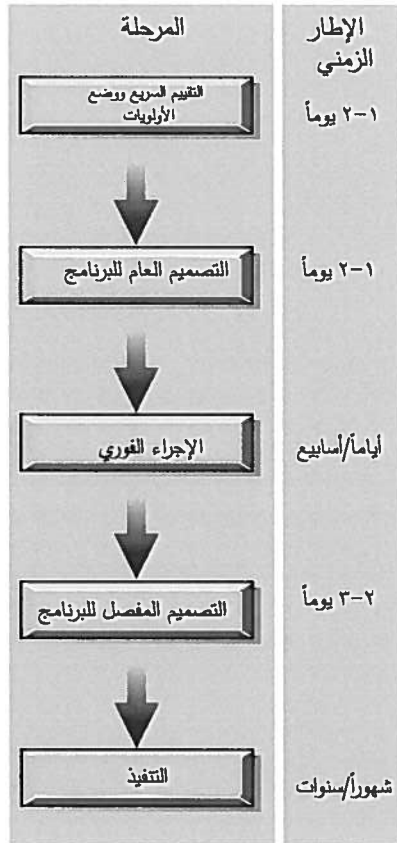 المرحلة
الإطار
الزمني
التقييم السريع ووضع
الأولويات
١-٢ يوماً
التصميم العام للبرنامج
١-٢ يوماً
الإجراء الفوري
أياماً/أسابيع
التصميم المفصل للبرنامج
٢-٣ يوماً
التنفيذ
شهوراً/سنوات